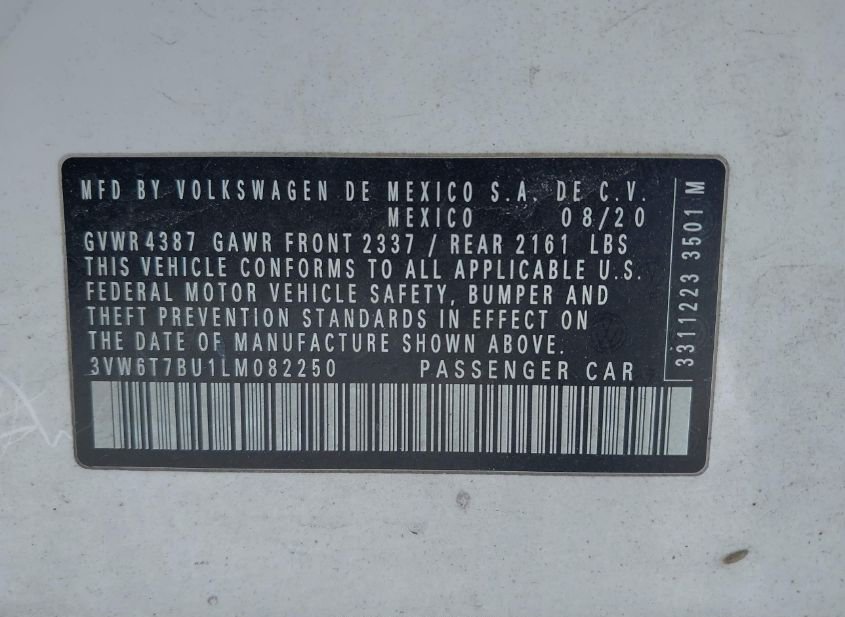 MFD BY VOLKSWAGEN DE MEXICO S.A. DE C.V.
MEXICO 08/20
GVWR 4387 GAWR FRONT 2337 / REAR 2161 LBS
THIS VEHICLE CONFORMS TO ALL APPLICABLE U.S.
FEDERAL MOTOR VEHICLE SAFETY, BUMPER AND
THEFT PREVENTION STANDARDS IN EFFECT ON
THE DATE OF MANUFACTURE SHOWN ABOVE.
3VW6T7BU1LM082250 PASSENGER CAR
3311223 3501 M